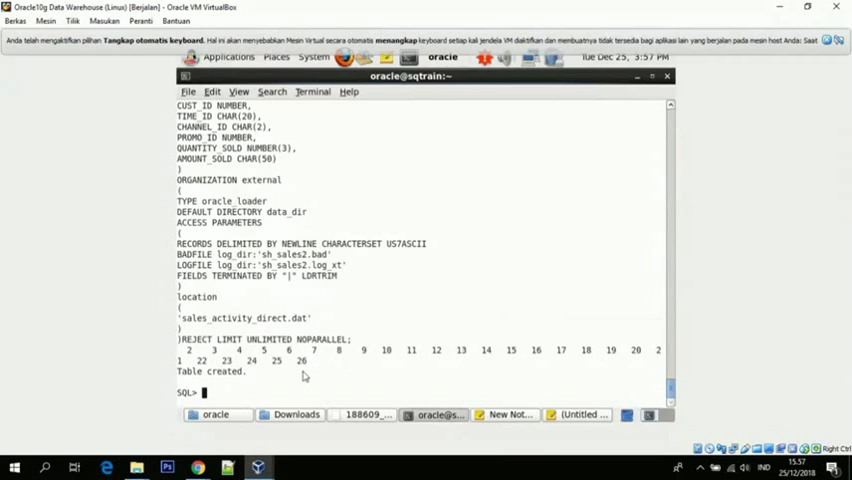 Oracle10g Data Warehouse (Linux) [Berjalan] - Oracle VM VirtualBox
Berkas Mesin Tilik Masukan Peranti Bantuan
Anda telah mengaktifkan pilihan Tangkap otomatis keyboard. Hal ini akan menyebabkan Mesin Virtual secara otomatis menangkap keyboard setiap kali jendela VM diaktifkan dan membuatnya tidak tersedia bagi aplikasi lain yang berjalan pada mesin host Anda: Saat
Applications Places System oracle Tue Dec 25, 3:57 PM
oracle@sqtrain:~
File Edit View Search Terminal Help
CUST_ID NUMBER,
TIME_ID CHAR(20),
CHANNEL_ID CHAR(2),
PROMO_ID NUMBER,
QUANTITY_SOLD NUMBER(3),
AMOUNT_SOLD CHAR(50)
)
ORGANIZATION external
(
TYPE oracle_loader
DEFAULT DIRECTORY data_dir
ACCESS PARAMETERS
(
RECORDS DELIMITED BY NEWLINE CHARACTERSET US7ASCII
BADFILE log_dir:'sh_sales2.bad'
LOGFILE log_dir:'sh_sales2.log_xt'
FIELDS TERMINATED BY "|" LDRTRIM
)
location
(
'sales_activity_direct.dat'
)
)REJECT LIMIT UNLIMITED NOPARALLEL;
2 3 4 5 6 7 8 9 10 11 12 13 14 15 16 17 18 19 20 2
1 22 23 24 25 26
Table created.
SQL>
oracle Downloads 188609_... oracle@s... New Not... (Untitled ...
Right Ctrl
IND 15.57
25/12/2018